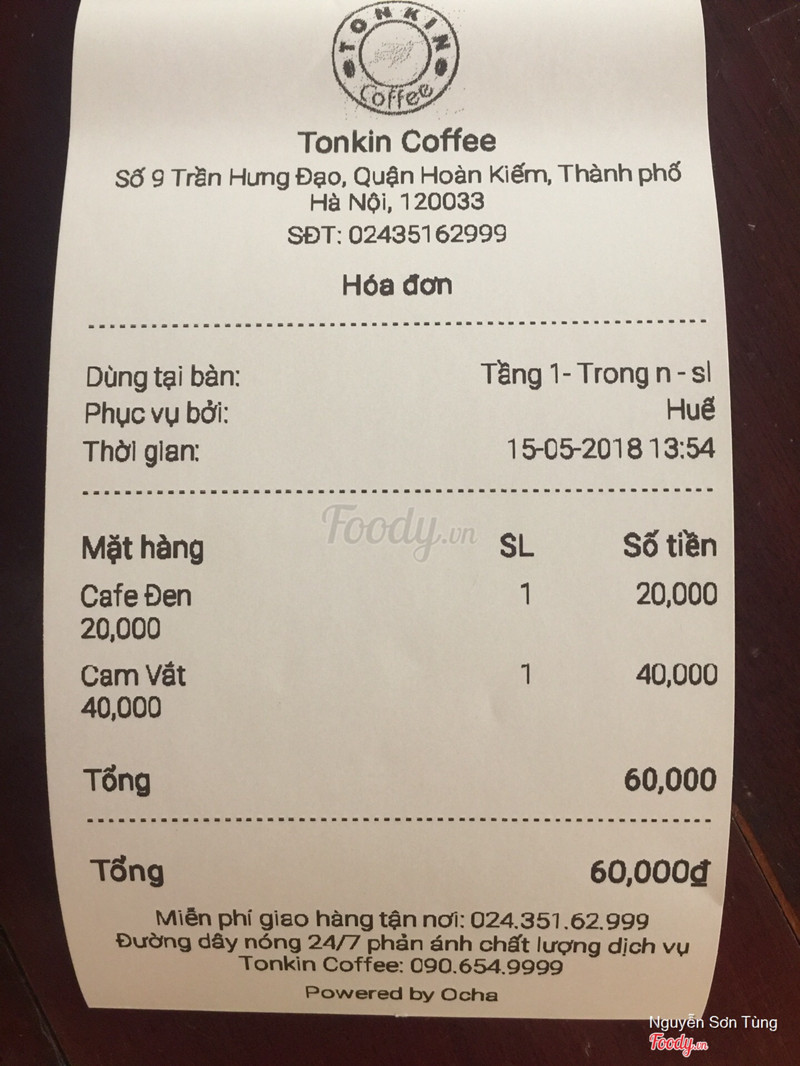 TONKIN
Coffee
Tonkin Coffee
Số 9 Trần Hưng Đạo, Quận Hoàn Kiếm, Thành phố
Hà Nội, 120033
SĐT: 02435162999
Hóa đơn
Dùng tại bàn: Tầng 1- Trong n - sl
Phục vụ bởi: Huế
Thời gian: 15-05-2018 13:54
Foody.vn
Mặt hàng SL Số tiền
Cafe Đen 1 20,000
20,000
Cam Vắt 1 40,000
40,000
Tổng 60,000
Tổng 60,000₫
Miễn phí giao hàng tận nơi: 024.351.62.999
Đường dây nóng 24/7 phản ánh chất lượng dịch vụ
Tonkin Coffee: 090.654.9999
Powered by Ocha
Nguyễn Sơn Tùng
Foody.vn